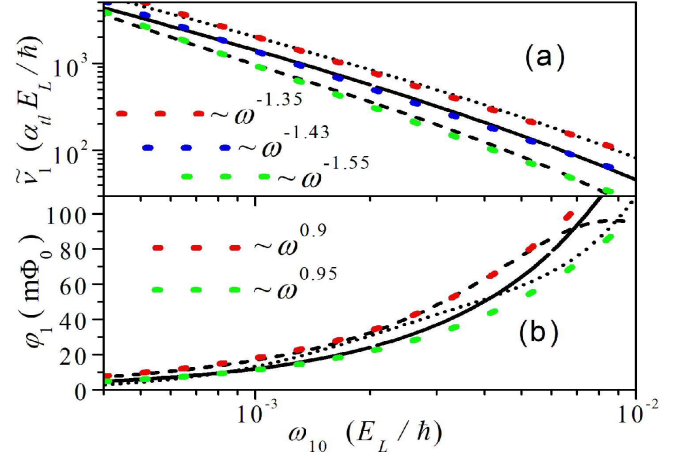 (a)
10³
10²
ṽ₁ (α_tl E_L / ħ)
~ω^-1.35
~ω^-1.43
~ω^-1.55
100
80
60
40
20
0
φ₁ (mΦ₀)
~ω^0.9
~ω^0.95
(b)
10⁻³
10⁻²
ω₁₀ (E_L / ħ)